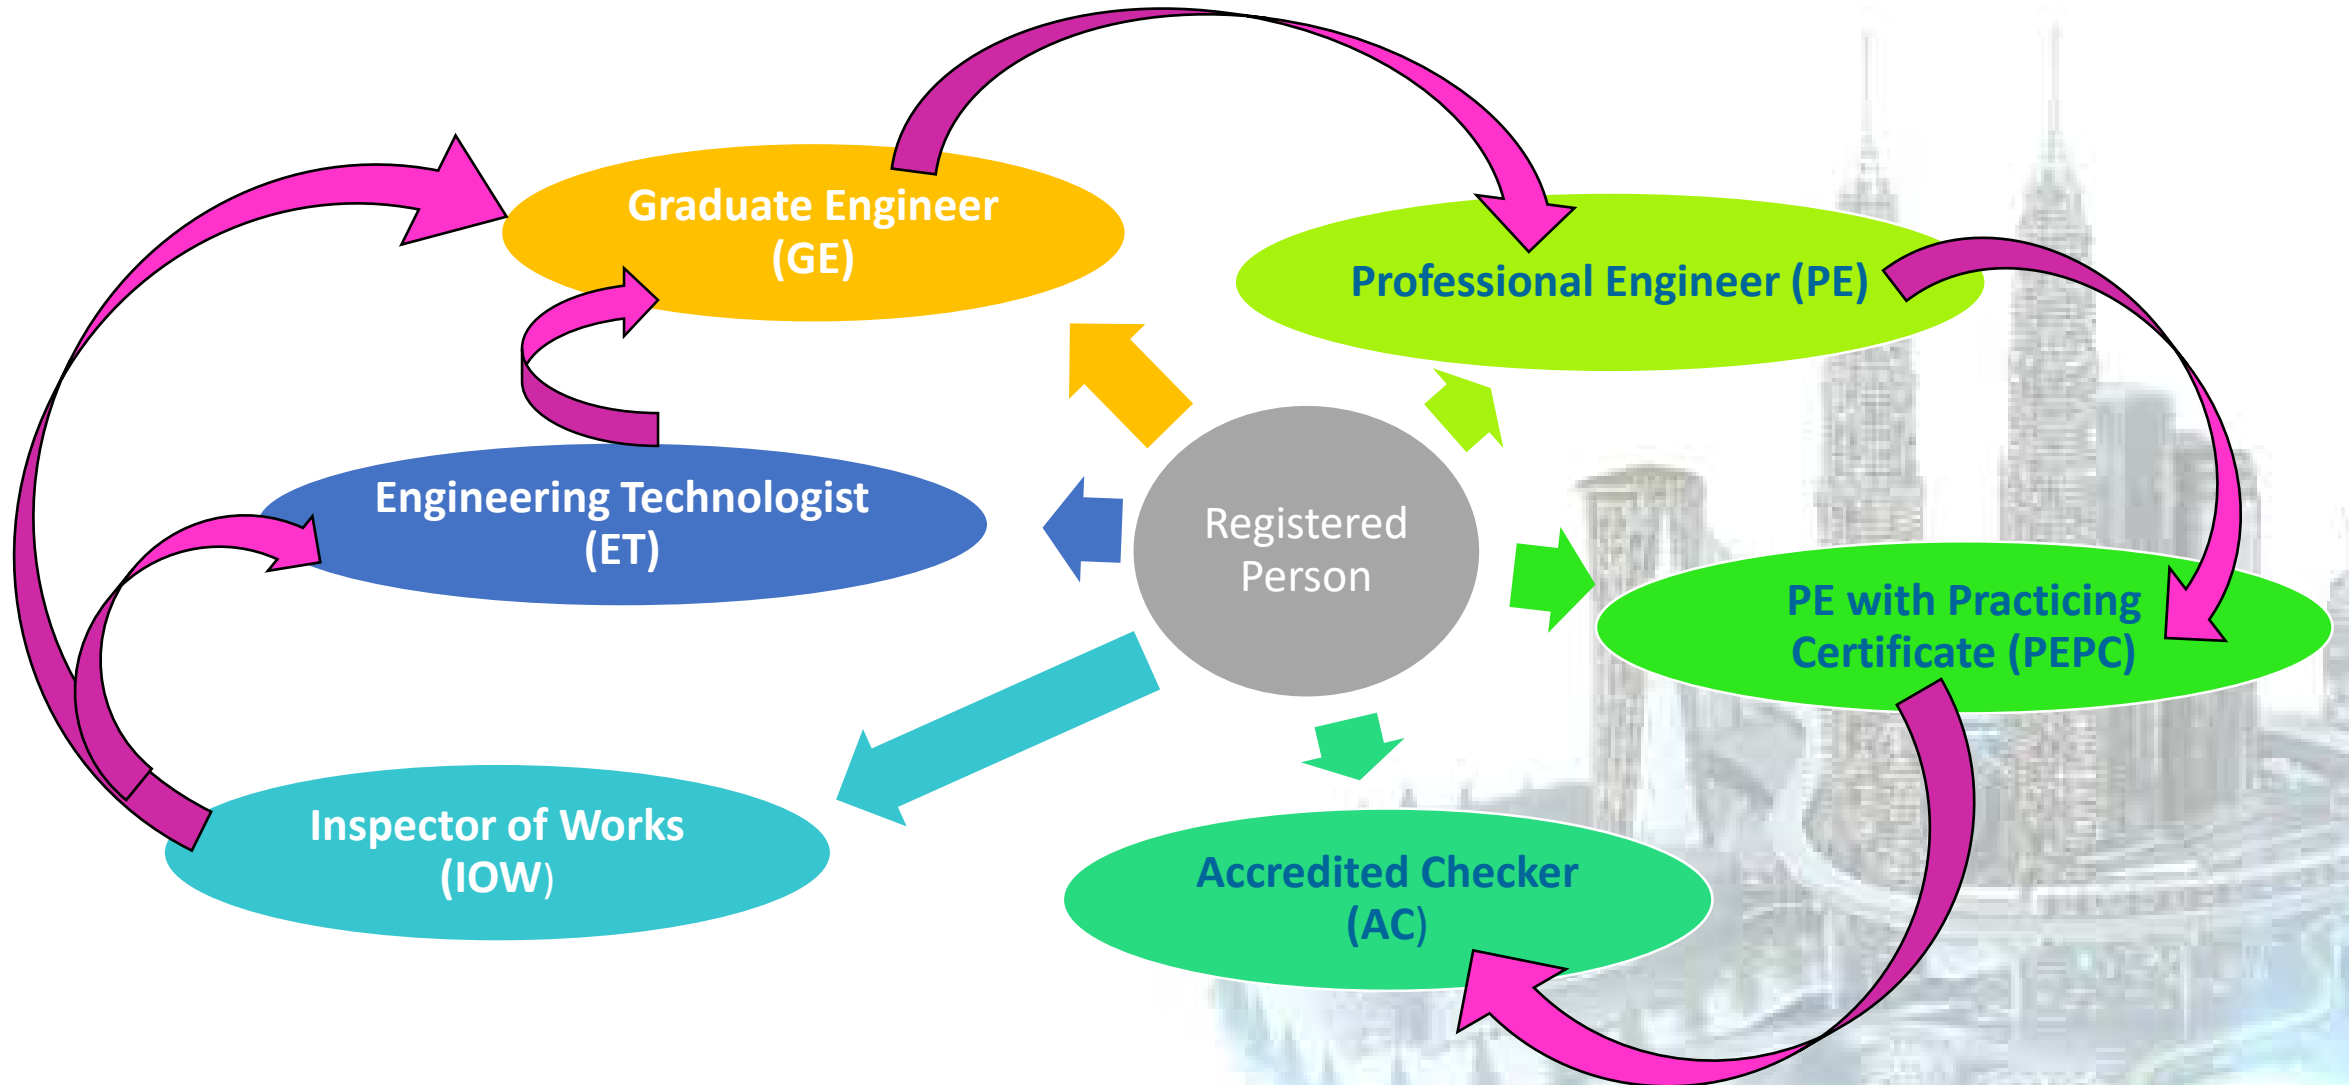 Graduate Engineer
(GE)
Professional Engineer (PE)
Engineering Technologist
(ET)
Registered
Person
PE with Practicing
Certificate (PEPC)
Inspector of Works
(IOW)
Accredited Checker
(AC)